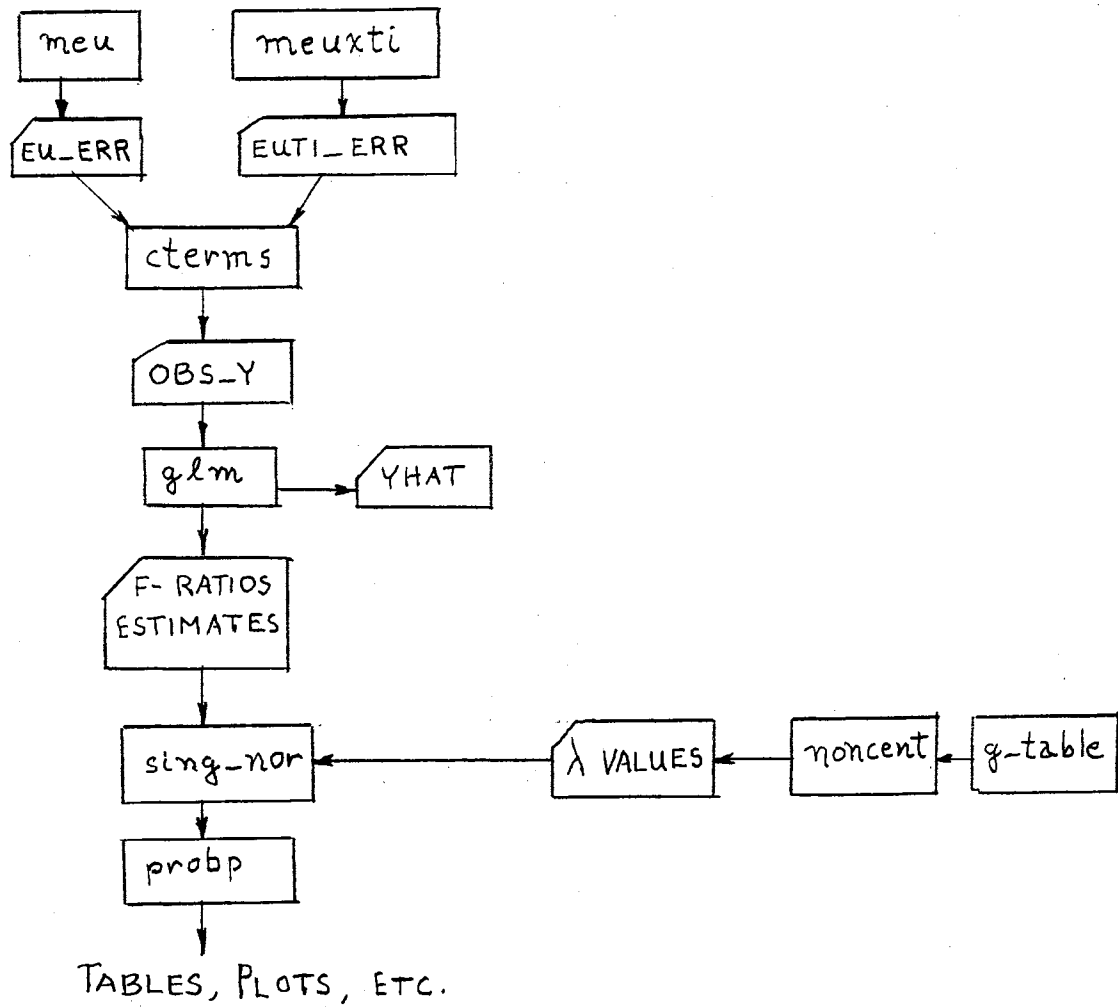 meu
meuxti
EU_ERR
EUTI_ERR
cterms
OBS_Y
glm
YHAT
F- RATIOS
ESTIMATES
sing_nor
λ VALUES
noncent
g-table
probp
TABLES, PLOTS, ETC.